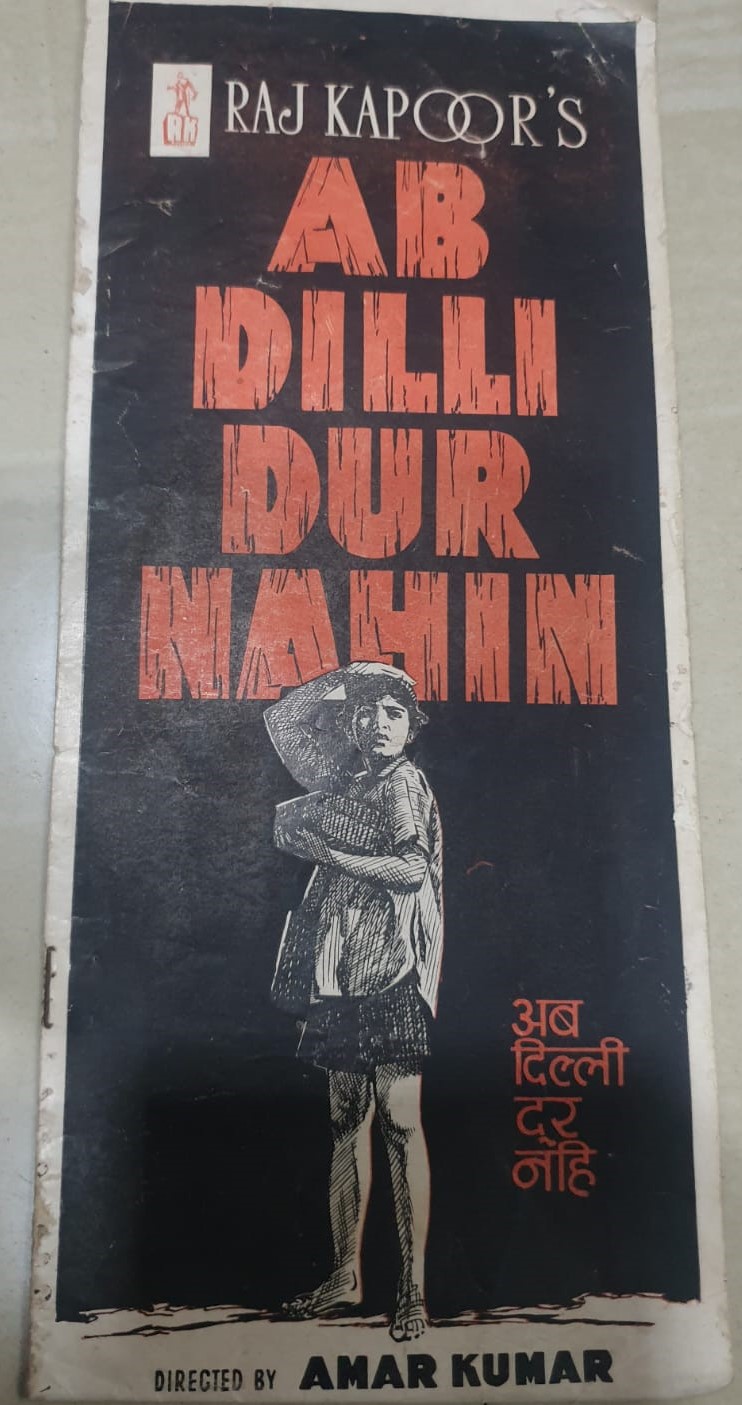 RK
RAJ KAPOOR'S
AB
DILLI
DUR
NAHIN
अब
दिल्ली
दूर
नहिं
DIRECTED BY AMAR KUMAR